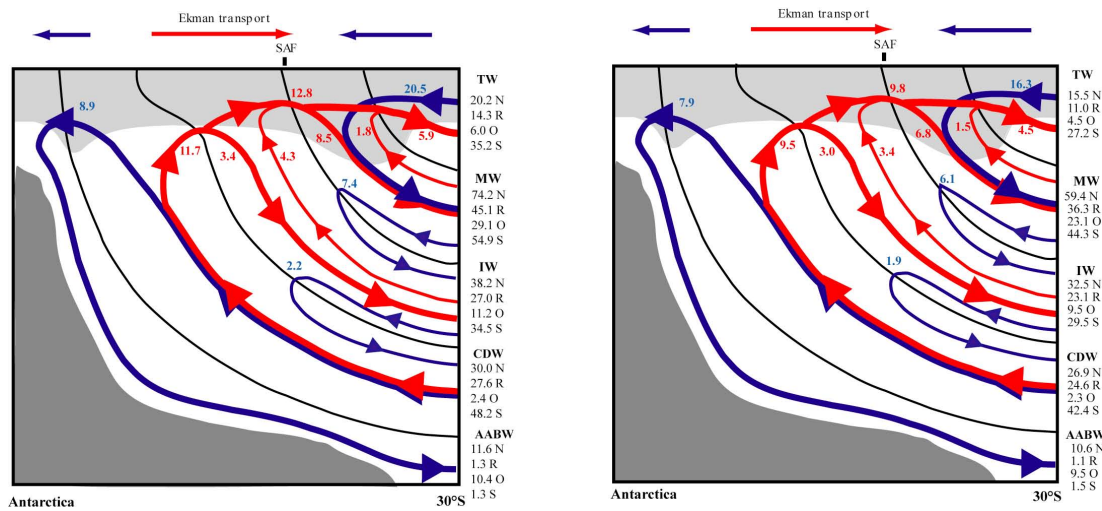 Ekman transport
SAF
8.9
12.8
20.5
1.8
5.9
8.5
11.7
3.4
4.3
7.4
2.2
TW
20.2 N
14.3 R
6.0 O
35.2 S
MW
74.2 N
45.1 R
29.1 O
54.9 S
IW
38.2 N
27.0 R
11.2 O
34.5 S
CDW
30.0 N
27.6 R
2.4 O
48.2 S
AABW
11.6 N
1.3 R
10.4 O
1.3 S
Antarctica
30°S
Ekman transport
SAF
7.9
9.8
16.3
1.5
4.5
6.8
9.5
3.0
3.4
6.1
1.9
TW
15.5 N
11.0 R
4.5 O
27.2 S
MW
59.4 N
36.3 R
23.1 O
44.3 S
IW
32.5 N
23.1 R
9.5 O
29.5 S
CDW
26.9 N
24.6 R
2.3 O
42.4 S
AABW
10.6 N
1.1 R
9.5 O
1.5 S
Antarctica
30°S